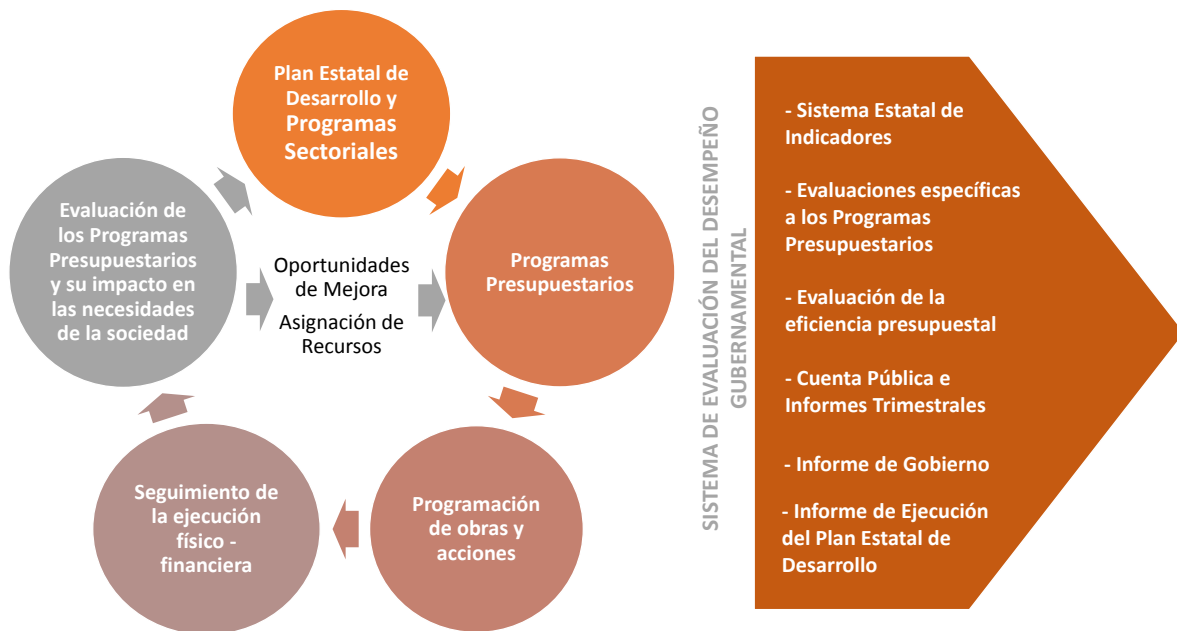 Plan Estatal de
Desarrollo y
Programas
Sectoriales
Evaluación de
los Programas
Presupuestarios
y su impacto en
las necesidades
de la sociedad
Oportunidades
de Mejora
Asignación de
Recursos
Programas
Presupuestarios
Programación
de obras y
acciones
Seguimiento de
la ejecución
físico -
financiera
SISTEMA DE EVALUACIÓN DEL DESEMPEÑO
GUBERNAMENTAL
- Sistema Estatal de
Indicadores
- Evaluaciones específicas
a los Programas
Presupuestarios
- Evaluación de la
eficiencia presupuestal
- Cuenta Pública e
Informes Trimestrales
- Informe de Gobierno
- Informe de Ejecución
del Plan Estatal de
Desarrollo